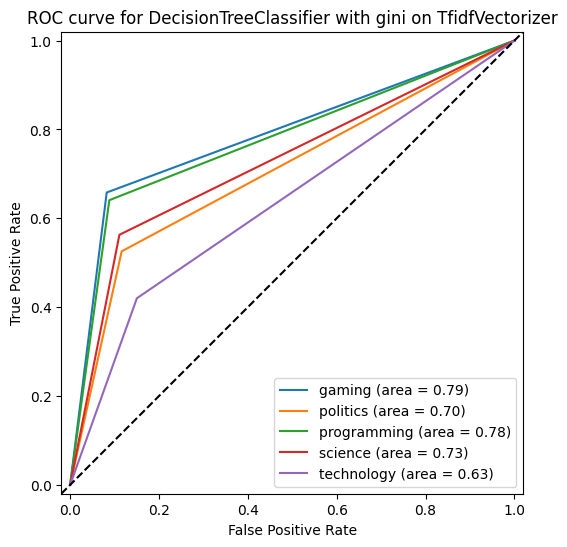 ROC curve for DecisionTreeClassifier with gini on TfidfVectorizer
1.0
0.8
0.6
0.4
0.2
0.0
True Positive Rate
gaming (area = 0.79)
politics (area = 0.70)
programming (area = 0.78)
science (area = 0.73)
technology (area = 0.63)
0.0 0.2 0.4 0.6 0.8 1.0
False Positive Rate